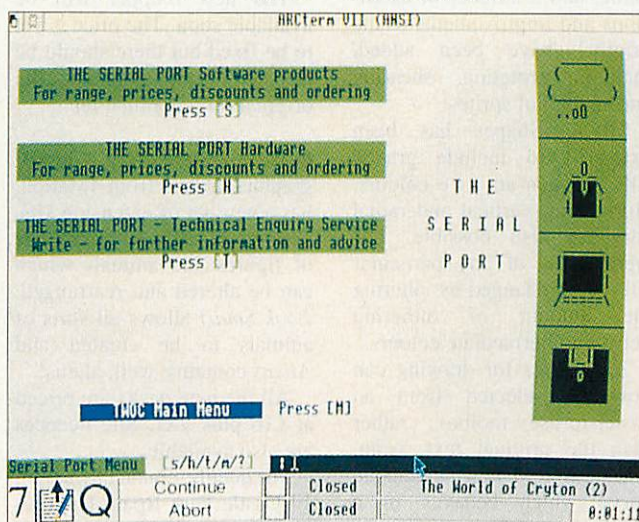 ARCterm VII (ANSI)
THE SERIAL PORT Software products
For range, prices, discounts and ordering
Press [S]
THE SERIAL PORT Hardware
For range, prices, discounts and ordering
Press [H]
THE SERIAL PORT - Technical Enquiry Service
Write - for further information and advice
Press [T]
THE
SERIAL
PORT
..oO
O
O
TWOC Main Menu Press [M]
Serial Port Menu [s/h/t/m/?]
7 Q
Continue Closed The World of Cryton (2)
Abort Closed 0:01:11